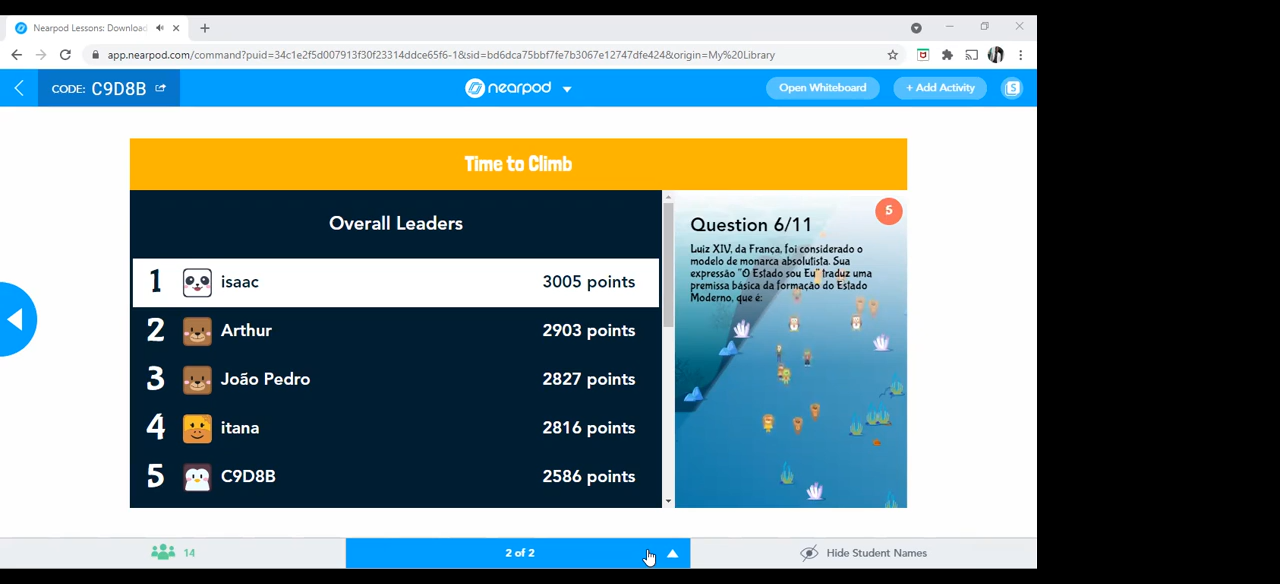 Nearpod Lessons: Download
app.nearpod.com/command?puid=34c1e2f5d007913f30f23314ddce65f6-1&sid=bd6dca75bbf7fe7b3067e12747dfe424&origin=My%20Library
CODE: C9D8B
nearpod
Open Whiteboard
+ Add Activity
S
Time to Climb
Overall Leaders
1 isaac 3005 points
2 Arthur 2903 points
3 João Pedro 2827 points
4 itana 2816 points
5 C9D8B 2586 points
5
Question 6/11
Luiz XIV, da França, foi considerado o
modelo de monarca absolutista. Sua
expressão "O Estado sou Eu" traduz uma
premissa básica da formação do Estado
Moderno, que é:
14
2 of 2
Hide Student Names